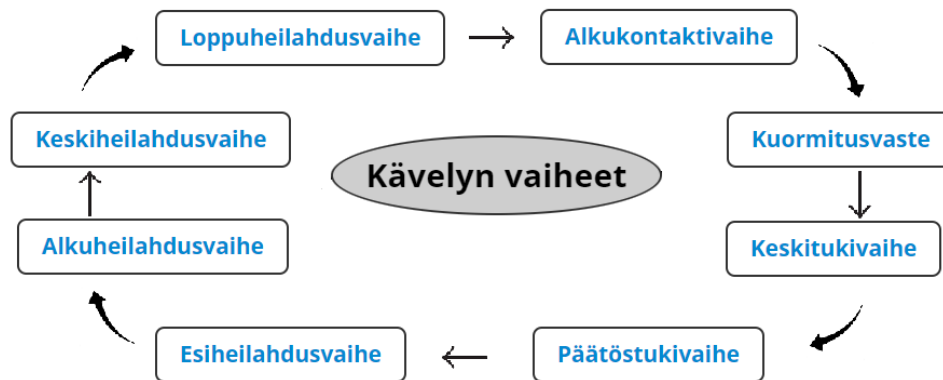 Loppuheilahdusvaihe
Alkukontaktivaihe
Keskiheilahdusvaihe
Kuormitusvaste
Kävelyn vaiheet
Alkuheilahdusvaihe
Keskitukivaihe
Esiheilahdusvaihe
Päätöstukivaihe